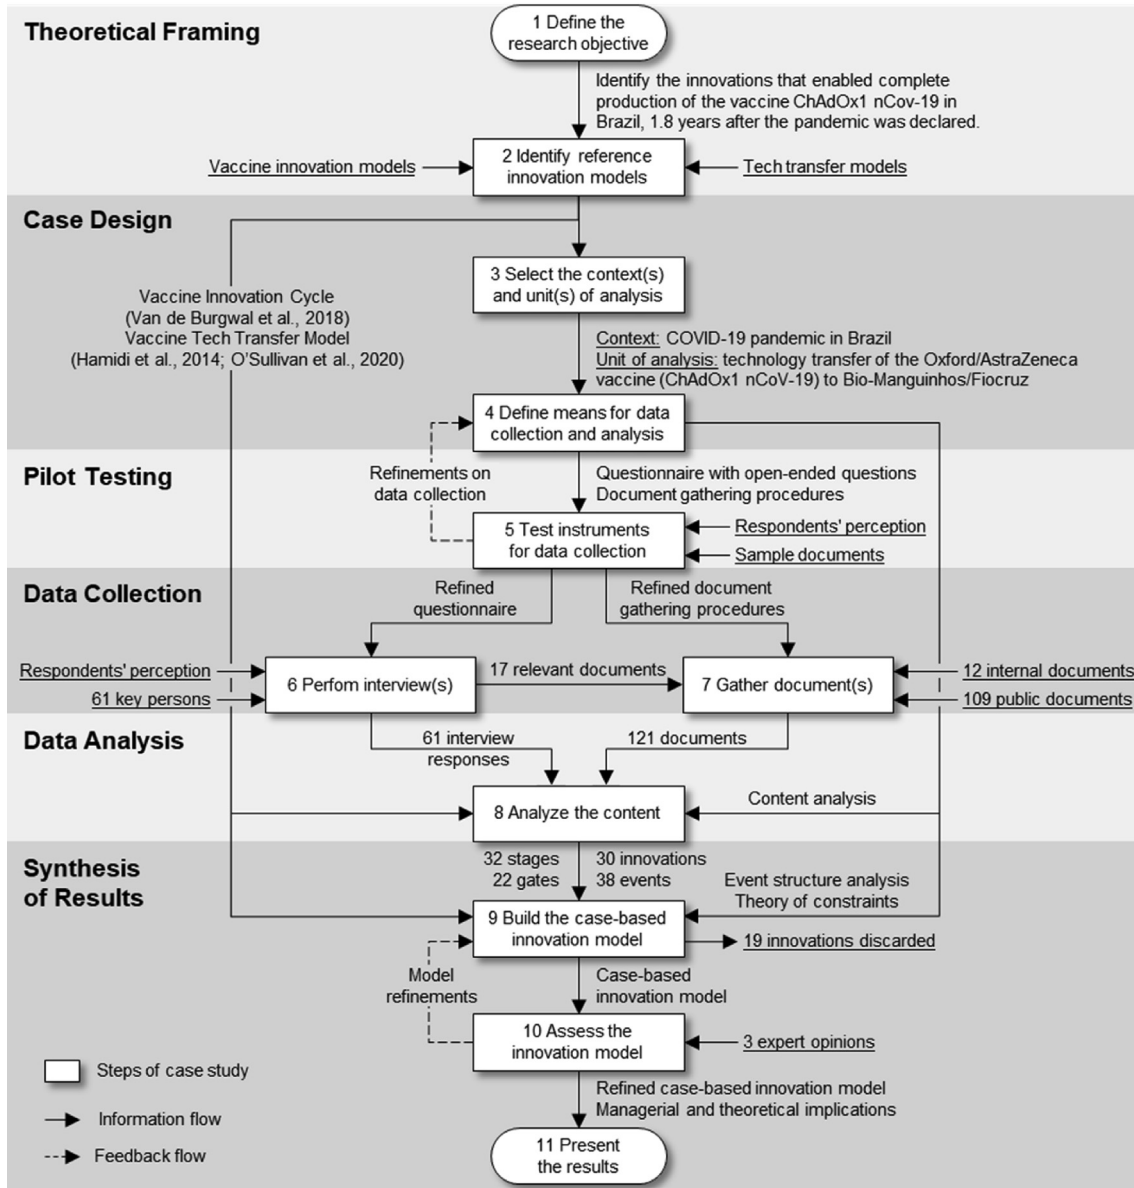 Theoretical Framing
1 Define the
research objective
Identify the innovations that enabled complete
production of the vaccine ChAdOx1 nCov-19 in
Brazil, 1.8 years after the pandemic was declared.
Vaccine innovation models
2 Identify reference
innovation models
Tech transfer models
Case Design
3 Select the context(s)
and unit(s) of analysis
Vaccine Innovation Cycle
(Van de Burgwal et al., 2018)
Vaccine Tech Transfer Model
(Hamidi et al., 2014; O'Sullivan et al., 2020)
Context: COVID-19 pandemic in Brazil
Unit of analysis: technology transfer of the Oxford/AstraZeneca
vaccine (ChAdOx1 nCoV-19) to Bio-Manguinhos/Fiocruz
4 Define means for data
collection and analysis
Pilot Testing
Refinements on
data collection
Questionnaire with open-ended questions
Document gathering procedures
5 Test instruments
for data collection
Respondents' perception
Sample documents
Data Collection
Refined
questionnaire
Refined document
gathering procedures
Respondents' perception
61 key persons
6 Perfom interview(s)
17 relevant documents
7 Gather document(s)
12 internal documents
109 public documents
Data Analysis
61 interview
responses
121 documents
8 Analyze the content
Content analysis
Synthesis
of Results
32 stages
22 gates
30 innovations
38 events
Event structure analysis
Theory of constraints
9 Build the case-based
innovation model
19 innovations discarded
Model
refinements
Case-based
innovation model
10 Assess the
innovation model
3 expert opinions
Refined case-based innovation model
Managerial and theoretical implications
11 Present
the results
Steps of case study
Information flow
Feedback flow